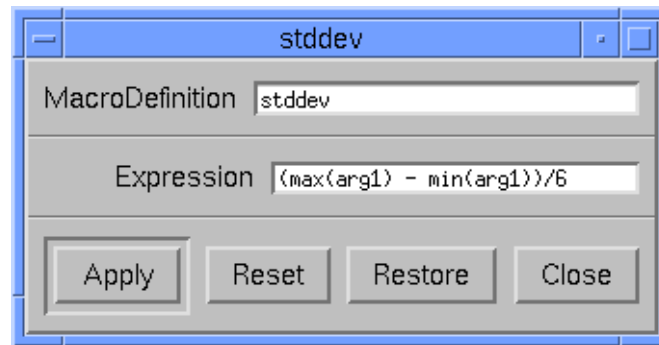 stddev
MacroDefinition stddev
Expression (max(arg1) - min(arg1))/6
Apply Reset Restore Close